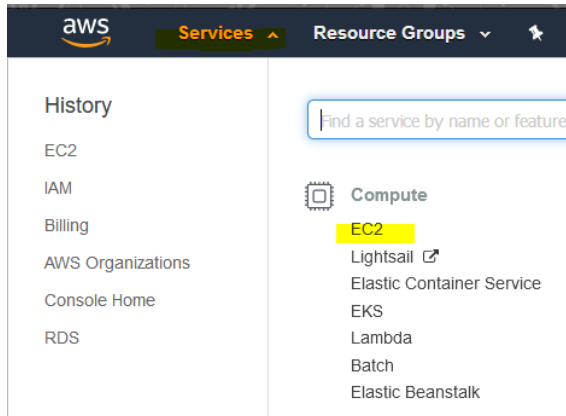 aws
Services
Resource Groups
History
EC2
IAM
Billing
AWS Organizations
Console Home
RDS
Find a service by name or feature
Compute
EC2
Lightsail
Elastic Container Service
EKS
Lambda
Batch
Elastic Beanstalk